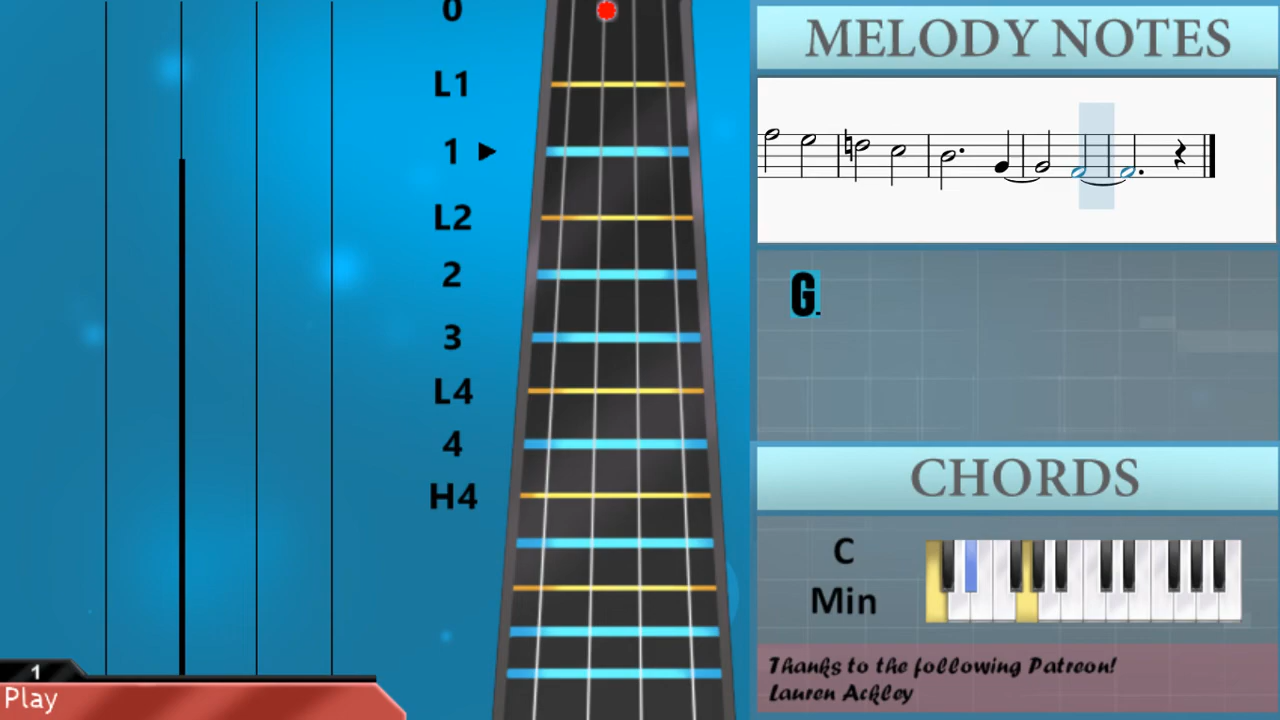 0
L1
1
L2
2
3
L4
4
H4
1
Play
MELODY NOTES
G.
CHORDS
C
Min
Thanks to the following Patreon!
Lauren Ackley